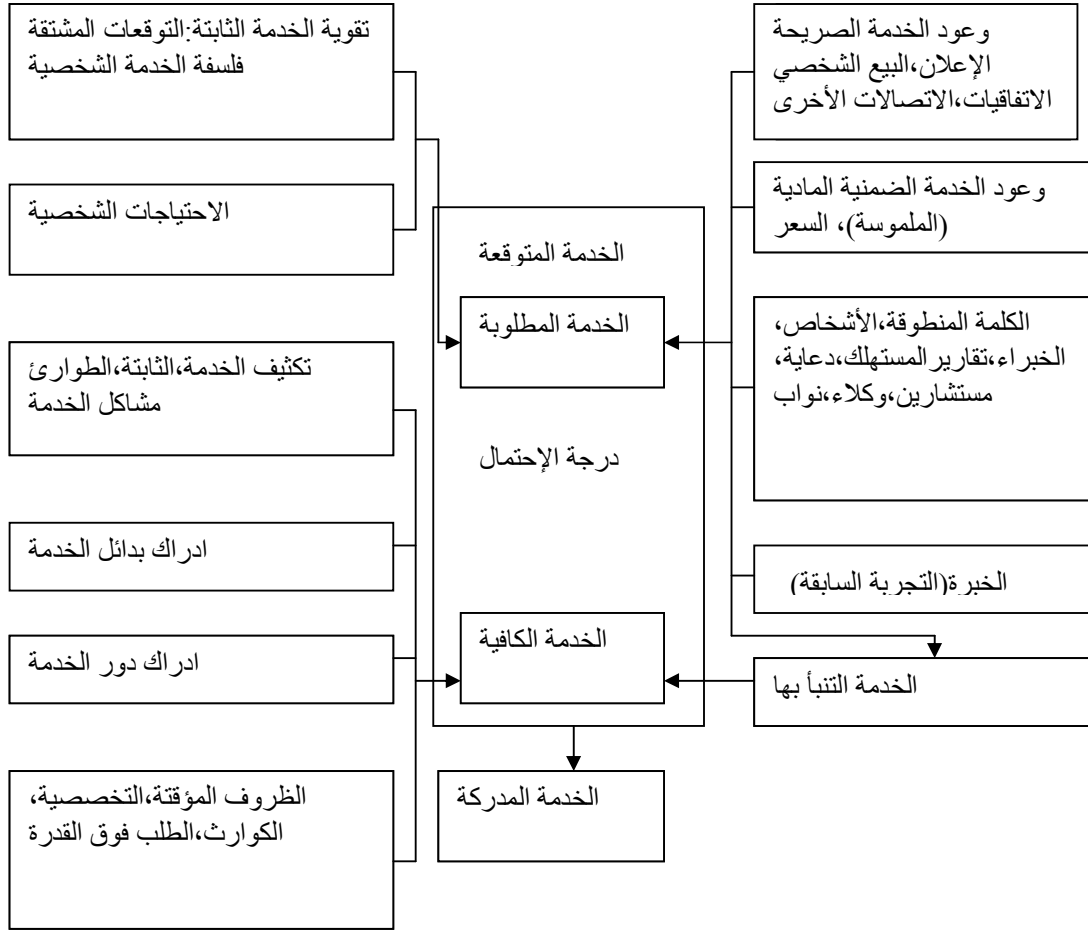 وعود الخدمة الصريحة
الإعلان،البيع الشخصي
الاتفاقيات،الاتصالات الأخرى
وعود الخدمة الضمنية المادية
(الملموسة)، السعر
الكلمة المنطوقة،الأشخاص،
الخبراء،تقاريرالمستهلك،دعاية،
مستشارين،وكلاء،نواب
الخبرة(التجربة السابقة)
الخدمة التنبأ بها
الخدمة المتوقعة
الخدمة المطلوبة
درجة الإحتمال
الخدمة الكافية
الخدمة المدركة
تقوية الخدمة الثابتة:التوقعات المشتقة
فلسفة الخدمة الشخصية
الاحتياجات الشخصية
تكثيف الخدمة،الثابتة،الطوارئ
مشاكل الخدمة
ادراك بدائل الخدمة
ادراك دور الخدمة
الظروف المؤقتة،التخصصية،
الكوارث،الطلب فوق القدرة